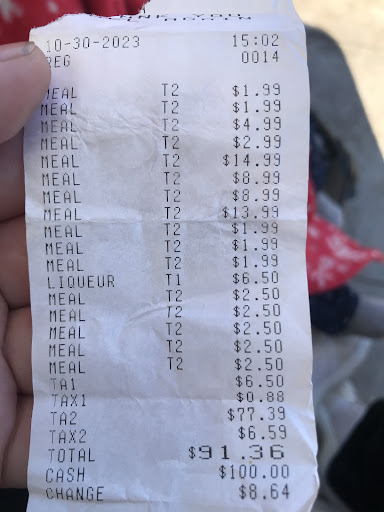 YOU
10-30-2023 15:02
REG 0014
MEAL T2 $1.99
MEAL T2 $1.99
MEAL T2 $4.99
MEAL T2 $2.99
MEAL T2 $14.99
MEAL T2 $8.99
MEAL T2 $8.99
MEAL T2 $13.99
MEAL T2 $1.99
MEAL T2 $1.99
MEAL T2 $1.99
LIQUEUR T1 $6.50
MEAL T2 $2.50
MEAL T2 $2.50
MEAL T2 $2.50
MEAL T2 $2.50
MEAL T2 $2.50
TA1 $6.50
TAX1 $0.88
TA2 $77.39
TAX2 $6.59
TOTAL $91.36
CASH $100.00
CHANGE $8.64